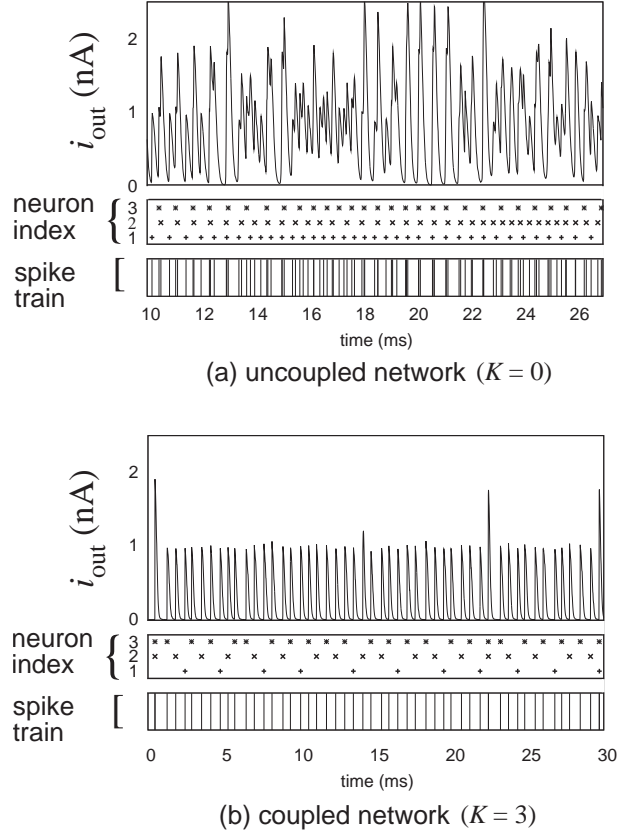 2
1
0
i_out (nA)
neuron index { 3 2 1
spike train [
10 12 14 16 18 20 22 24 26
time (ms)
(a) uncoupled network (K = 0)
2
1
0
i_out (nA)
neuron index { 3 2 1
spike train [
0 5 10 15 20 25 30
time (ms)
(b) coupled network (K = 3)